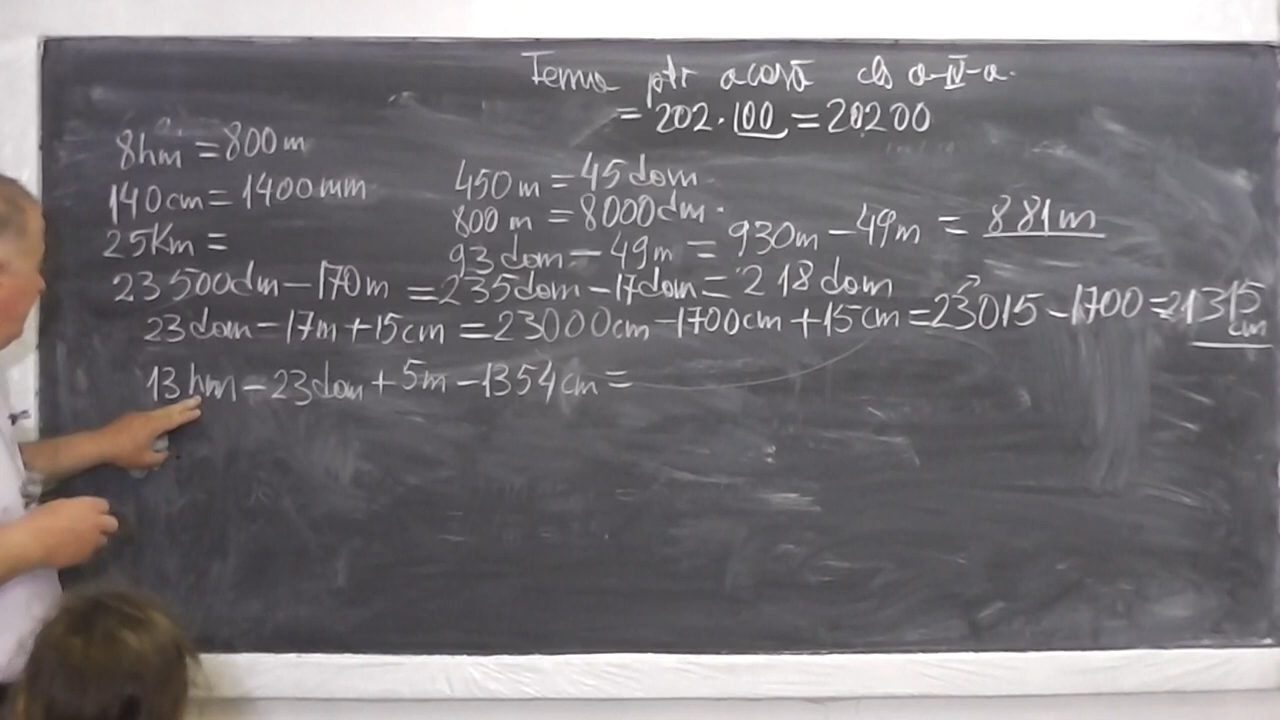 Tema ptr acasă cls a-IV-a.
= 202.100 = 20200
8hm = 800m
140cm = 1400mm
25Km =
450m = 45dam
800m = 8000dm.
93dam - 49m = 930m - 49m = 881m
23500dm - 170m = 235dam - 17dam = 218dam
23dam - 17m + 15cm = 23000cm - 1700cm + 15cm = 23015 - 1700 = 21315 cm
13hm - 23dam + 5m - 1354cm =